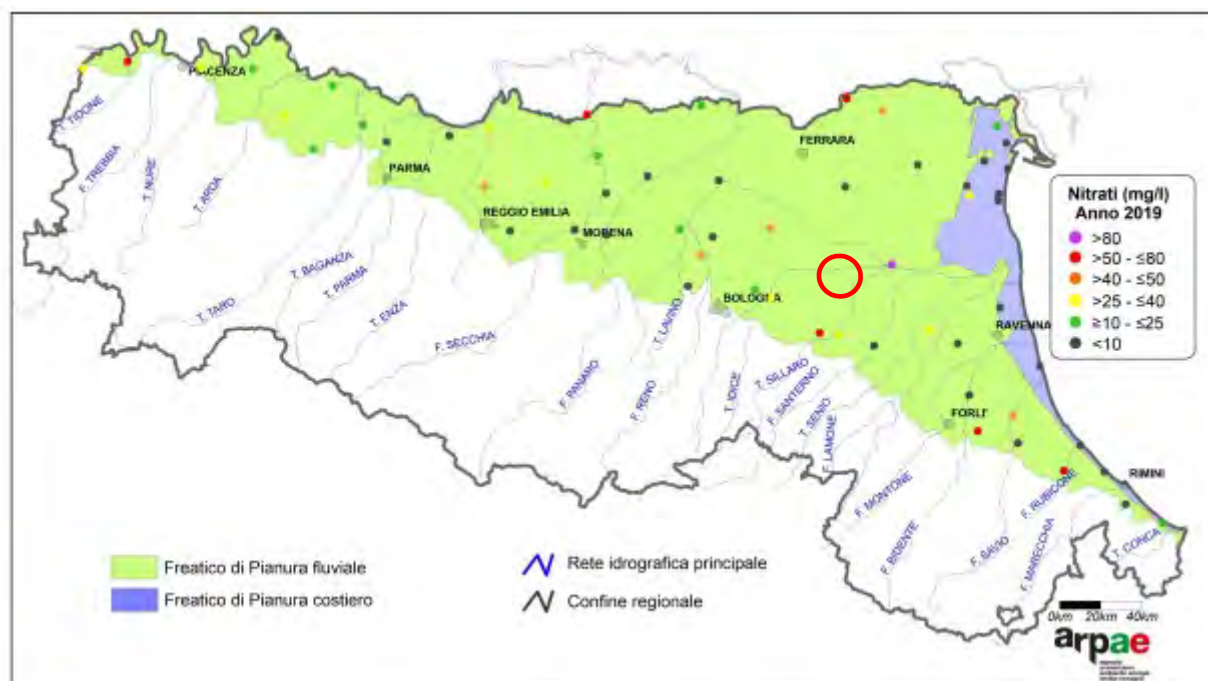 PIACENZA
T. TIDONE
F. TREBBIA
T. NURE
T. ARDA
PARMA
REGGIO EMILIA
MODENA
FERRARA
BOLOGNA
RAVENNA
FORLI'
RIMINI
T. TARO
T. BAGANZA
T. PARMA
T. ENZA
F. SECCHIA
F. PANARO
T. LAVINO
F. RENO
T. IDICE
T. SILLARO
F. SANTERNO
T. SENIO
F. LAMONE
F. MONTONE
F. BIDENTE
F. SAVIO
F. RUBICONE
F. MARECCHIA
T. CONCA
Nitrati (mg/l)
Anno 2019
>80
>50 - ≤80
>40 - ≤50
>25 - ≤40
≥10 - ≤25
<10
Freatico di Pianura fluviale
Freatico di Pianura costiero
Rete idrografica principale
Confine regionale
0km 20km 40km
arpae